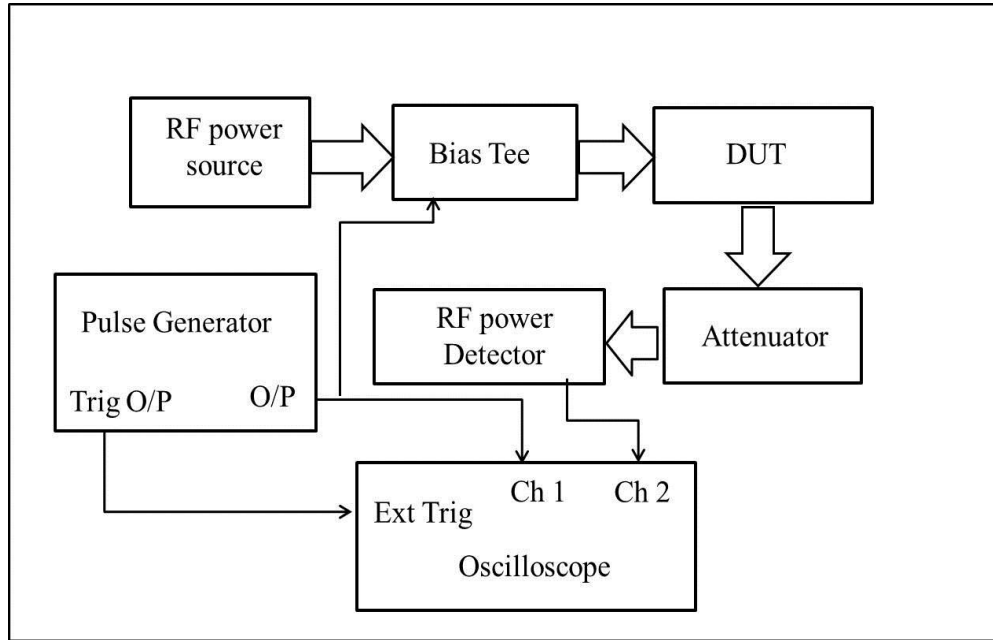 RF power
source
Bias Tee
DUT
Pulse Generator
Trig O/P
O/P
RF power
Detector
Attenuator
Ch 1
Ch 2
Ext Trig
Oscilloscope